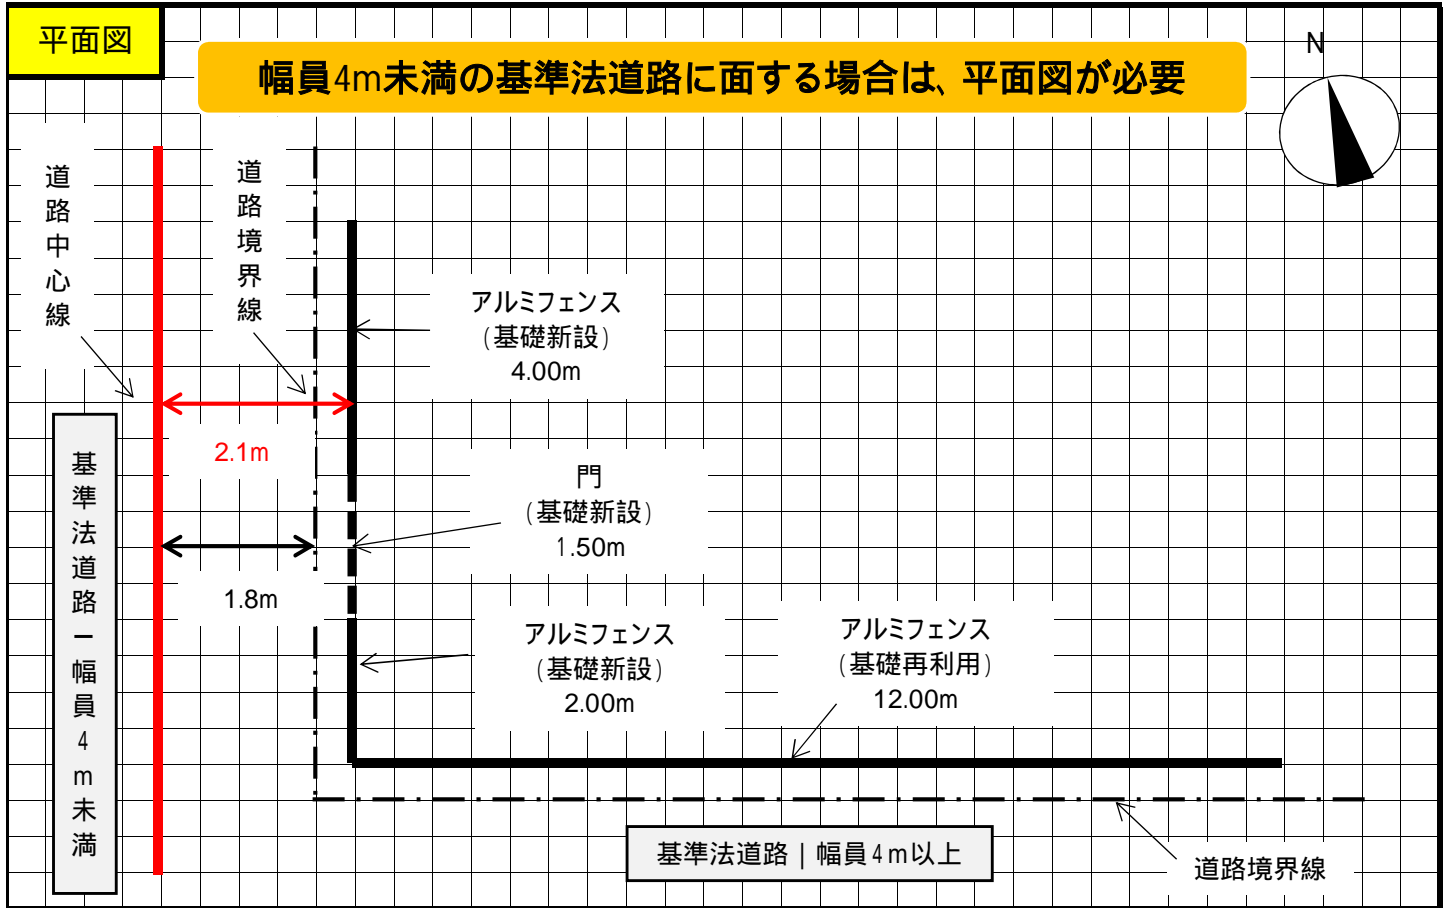 平面図
幅員4m未満の基準法道路に面する場合は、平面図が必要
N
道路中心線
道路境界線
アルミフェンス
(基礎新設)
4.00m
2.1m
門
(基礎新設)
1.50m
1.8m
アルミフェンス
(基礎新設)
2.00m
アルミフェンス
(基礎再利用)
12.00m
基準法道路ー幅員4m未満
基準法道路|幅員4m以上
道路境界線